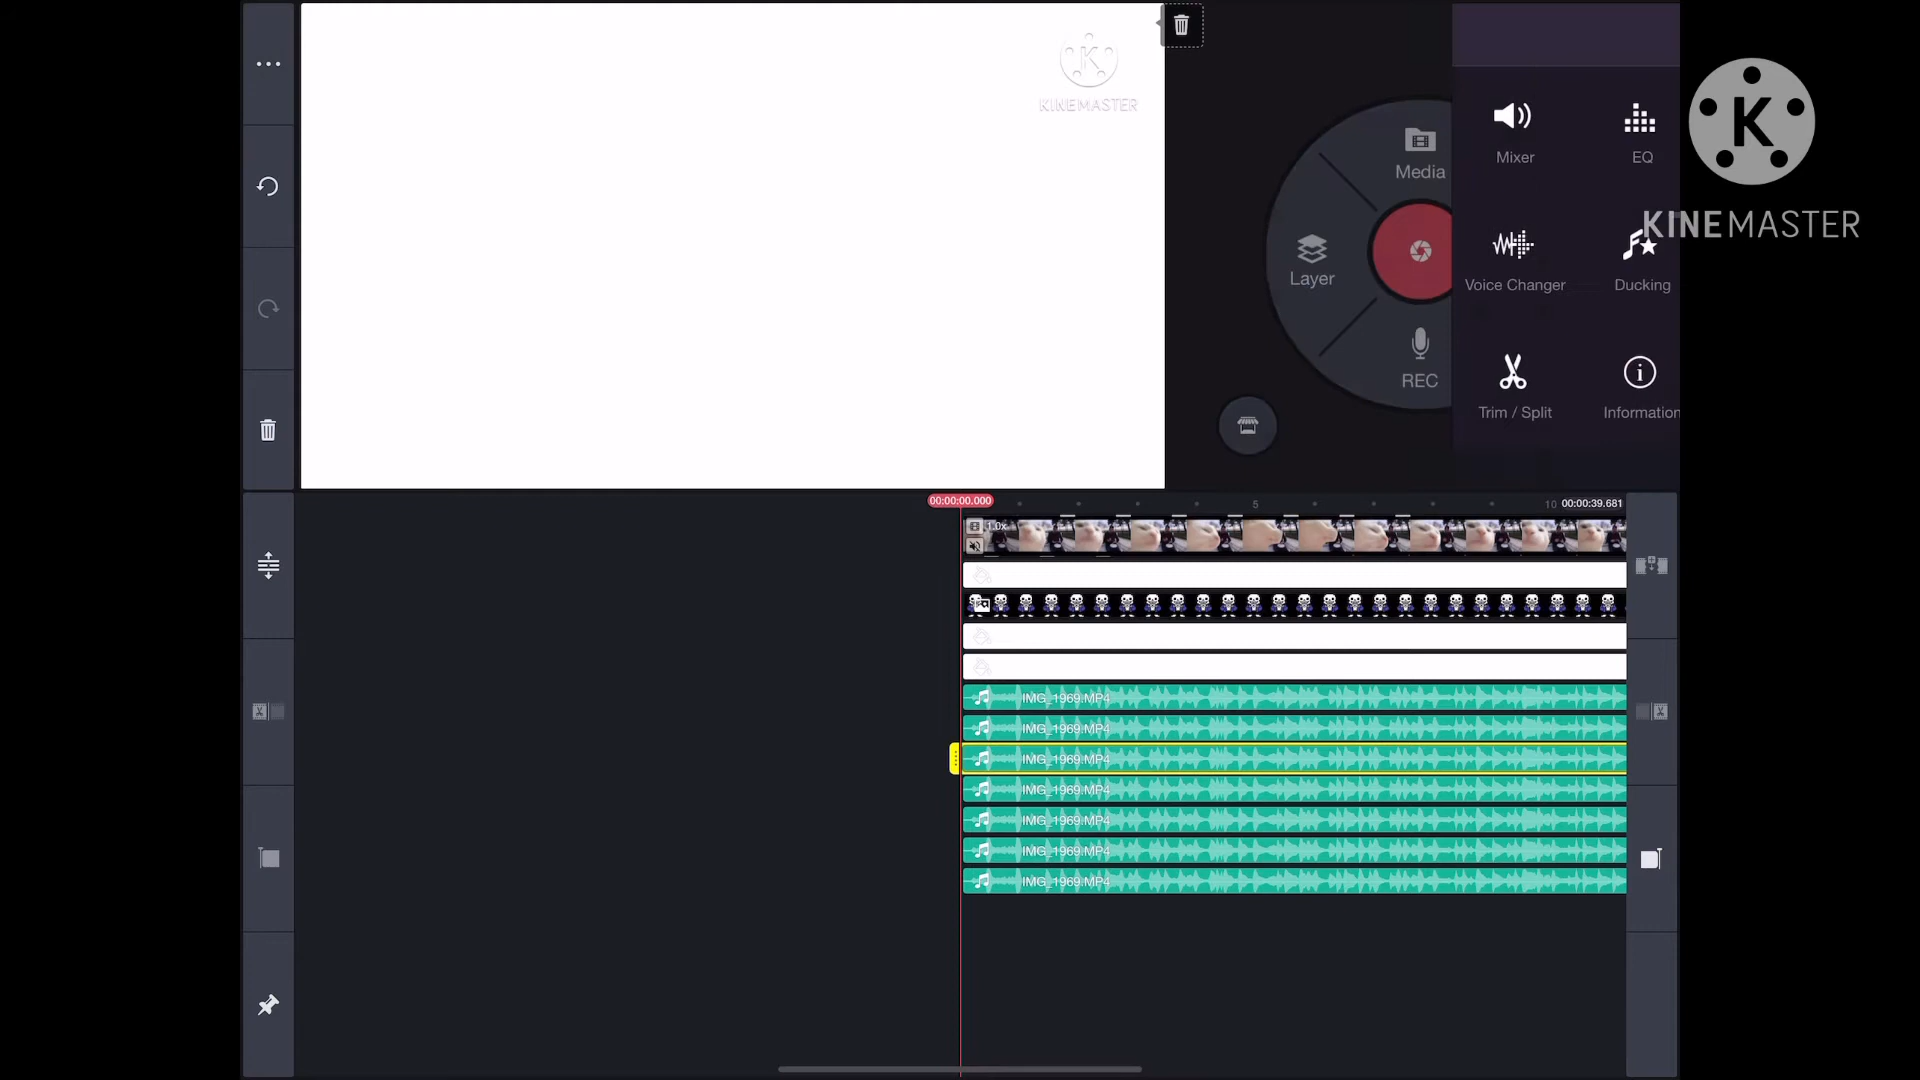 KINEMASTER
Media
Layer
REC
Mixer
EQ
Voice Changer
Ducking
Trim / Split
Information
K
KINEMASTER
00:00:00.000
5
10
00:00:39.681
1.0x
IMG_1969.MP4
IMG_1969.MP4
IMG_1969.MP4
IMG_1969.MP4
IMG_1969.MP4
IMG_1969.MP4
IMG_1969.MP4